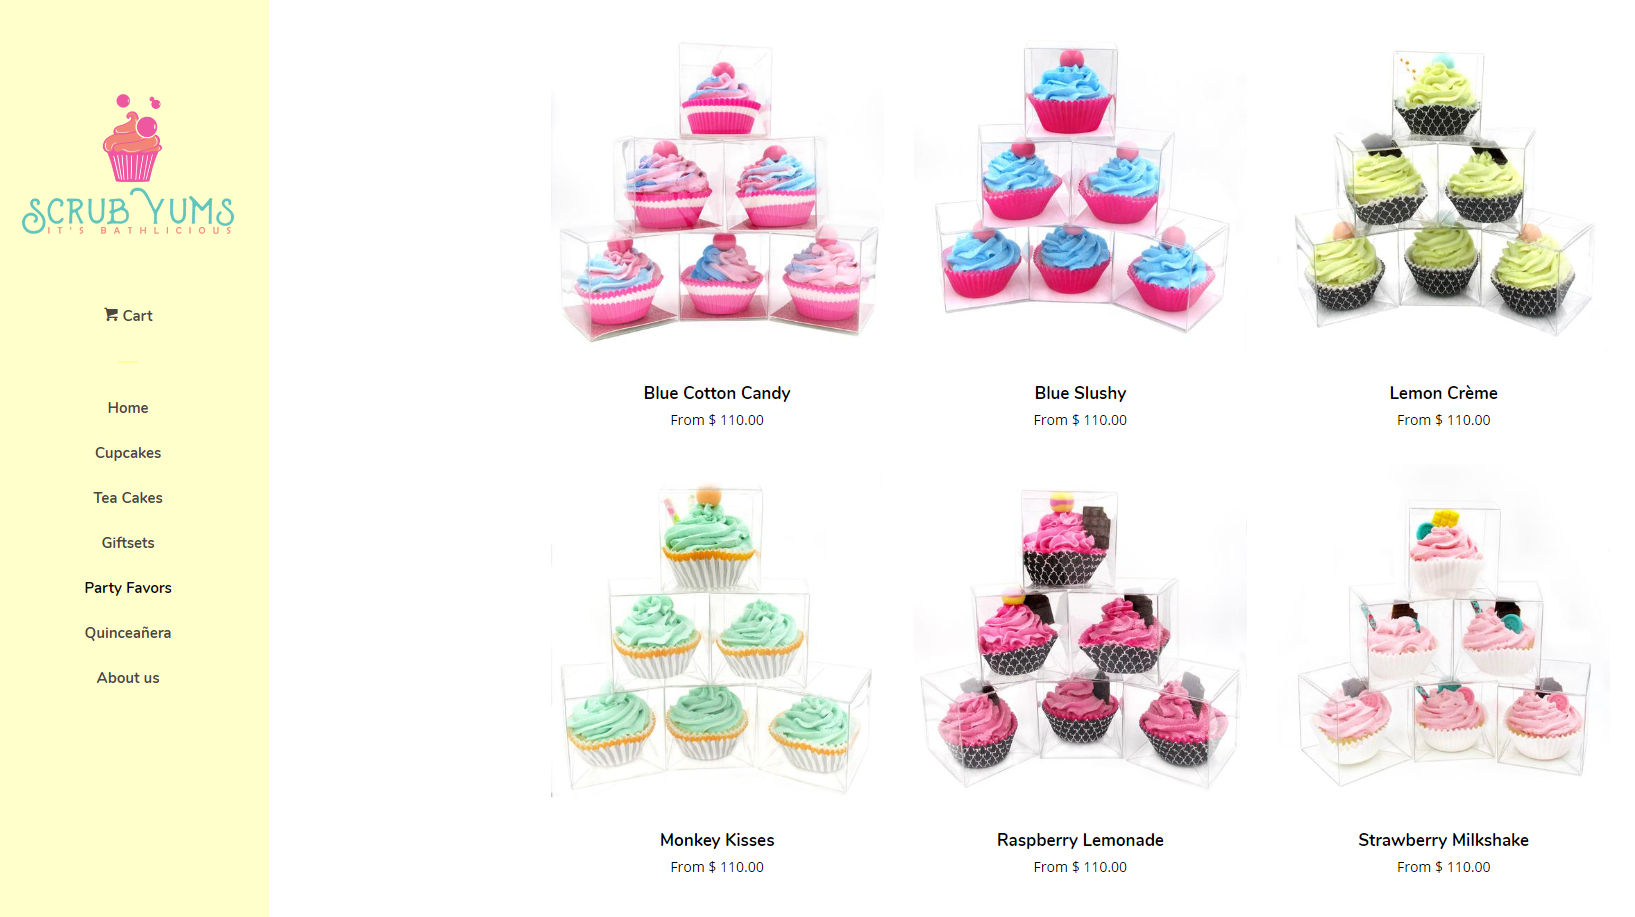 SCRUB YUMS
IT'S BATHLICIOUS
Cart
Home
Cupcakes
Tea Cakes
Giftsets
Party Favors
Quinceañera
About us
Blue Cotton Candy
From $ 110.00
Blue Slushy
From $ 110.00
Lemon Crème
From $ 110.00
Monkey Kisses
From $ 110.00
Raspberry Lemonade
From $ 110.00
Strawberry Milkshake
From $ 110.00